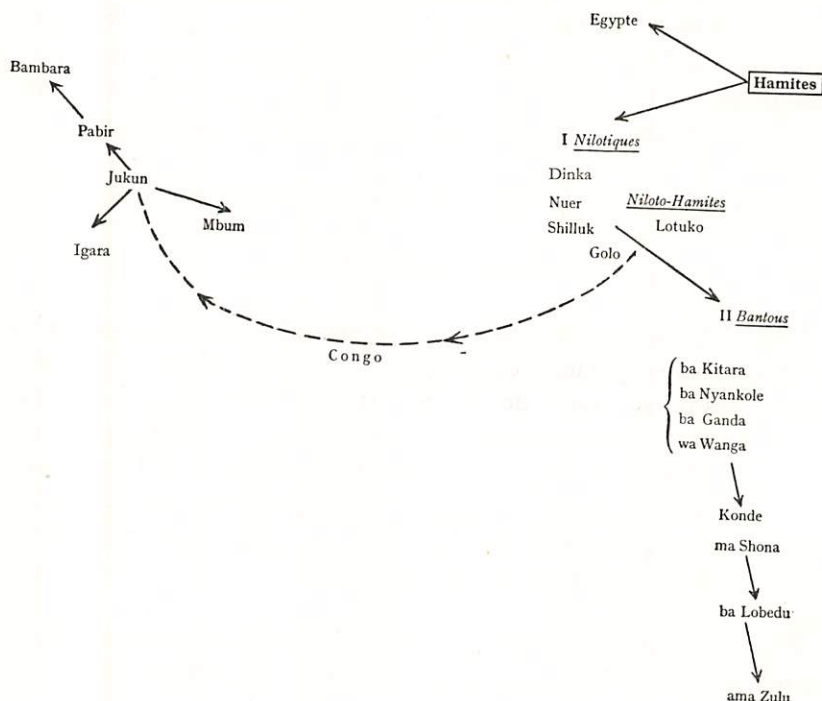 Egypte
Bambara
Hamites
Pabir
I Nilotiques
Jukun
Dinka
Nuer
Niloto-Hamites
Mbum
Shilluk
Lotuko
Igara
Golo
II Bantous
Congo
ba Kitara
ba Nyankole
ba Ganda
wa Wanga
Konde
ma Shona
ba Lobedu
ama Zulu